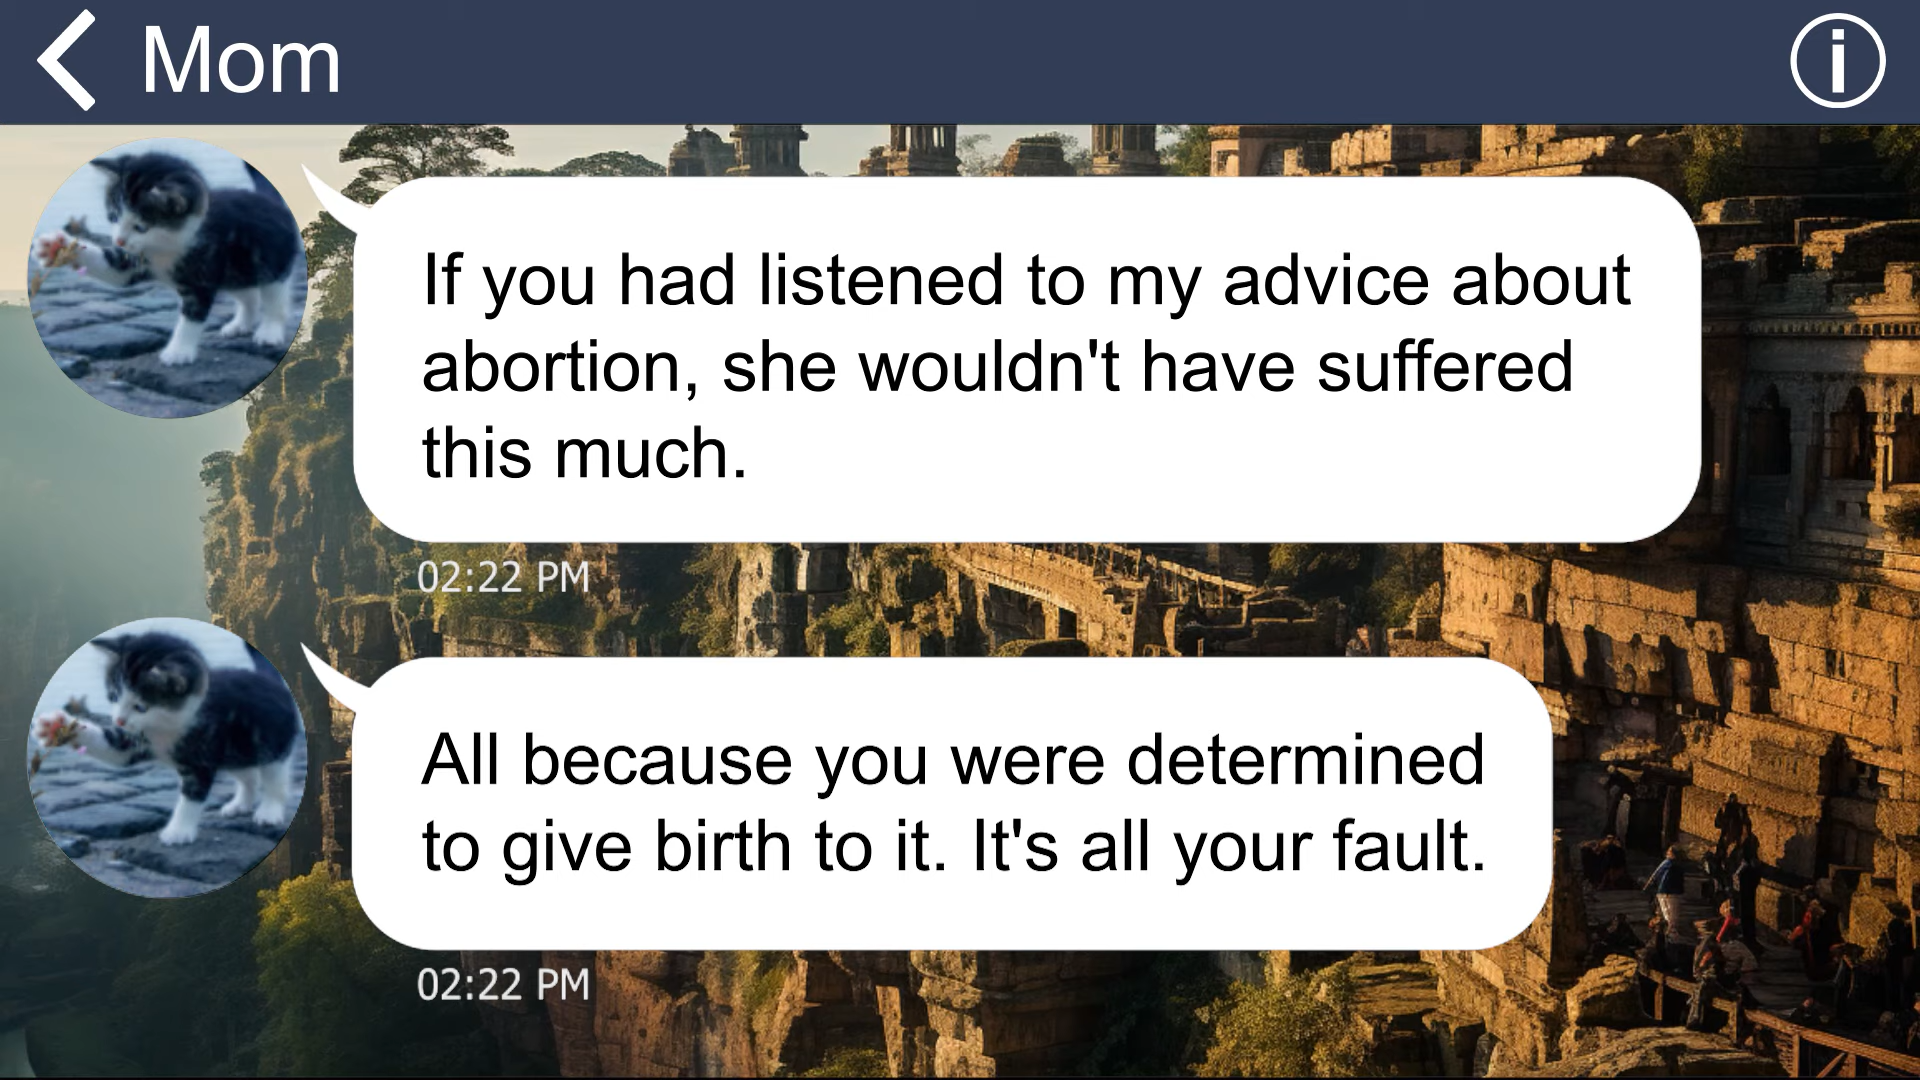 Mom
If you had listened to my advice about
abortion, she wouldn't have suffered
this much.
02:22 PM
All because you were determined
to give birth to it. It's all your fault.
02:22 PM